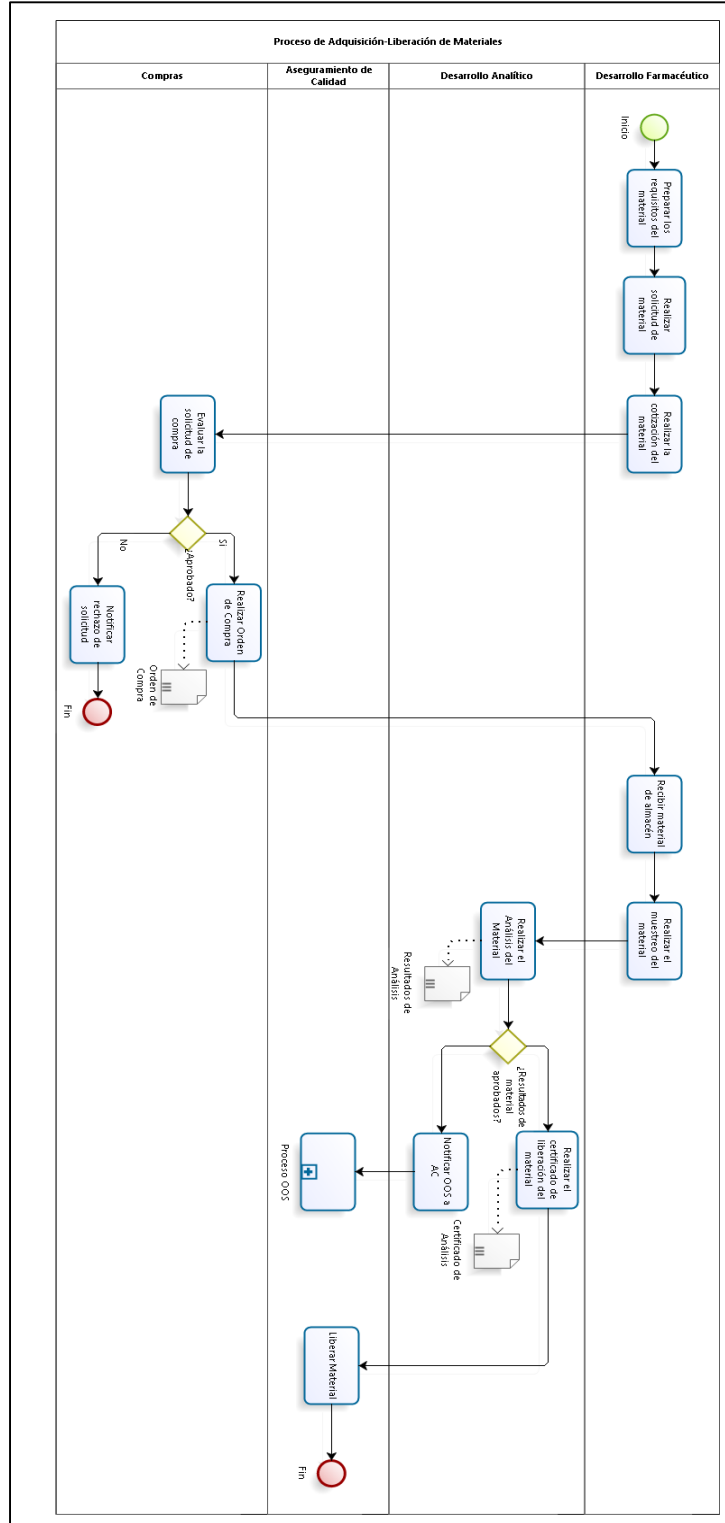 Proceso de Adquisición-Liberación de Materiales
Compras
Aseguramiento de
Calidad
Desarrollo Analítico
Desarrollo Farmacéutico
Inicio
Preparar los
requisitos del
material
Realizar
solicitud de
material
Realizar la
cotización del
material
Evaluar la
solicitud de
compra
¿Aprobado?
Si
No
Realizar Orden
de Compra
Notificar
rechazo de
solicitud
Orden de
Compra
Fin
Recibir material
de almacén
Realizar el
muestreo del
material
Realizar el
Análisis del
Material
Resultados de
Análisis
¿Resultados de
material
aprobados?
Realizar el
certificado de
liberación del
material
Notificar OOS a
AC
Proceso OOS
Certificado de
Análisis
Liberar Material
Fin